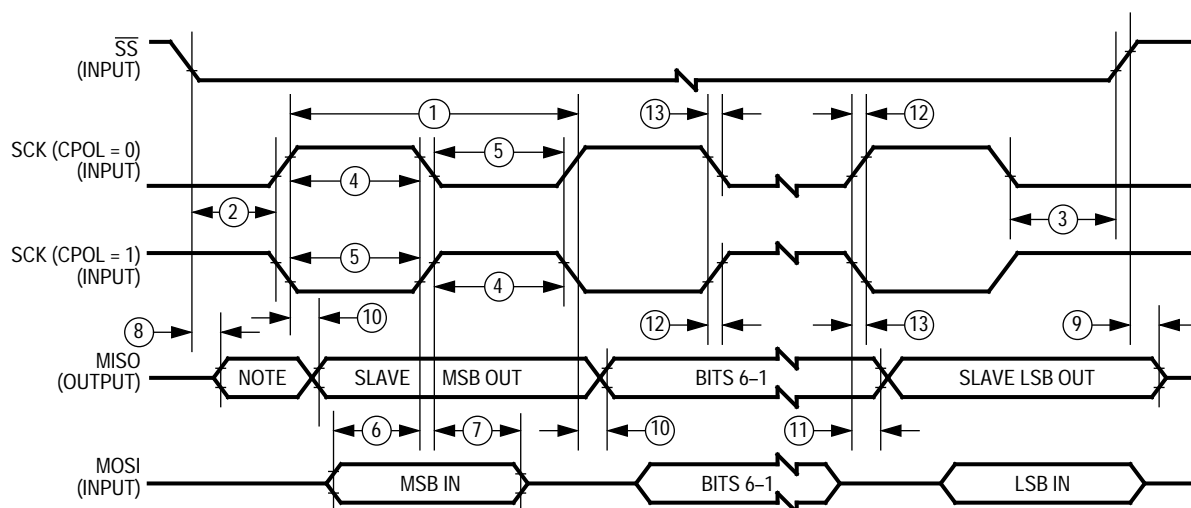 SS
(INPUT)
1
13
12
SCK (CPOL = 0)
(INPUT)
5
4
2
3
SCK (CPOL = 1)
(INPUT)
5
4
8
10
12
13
9
MISO
(OUTPUT)
NOTE
SLAVE
MSB OUT
BITS 6–1
SLAVE LSB OUT
6
7
10
11
MOSI
(INPUT)
MSB IN
BITS 6–1
LSB IN